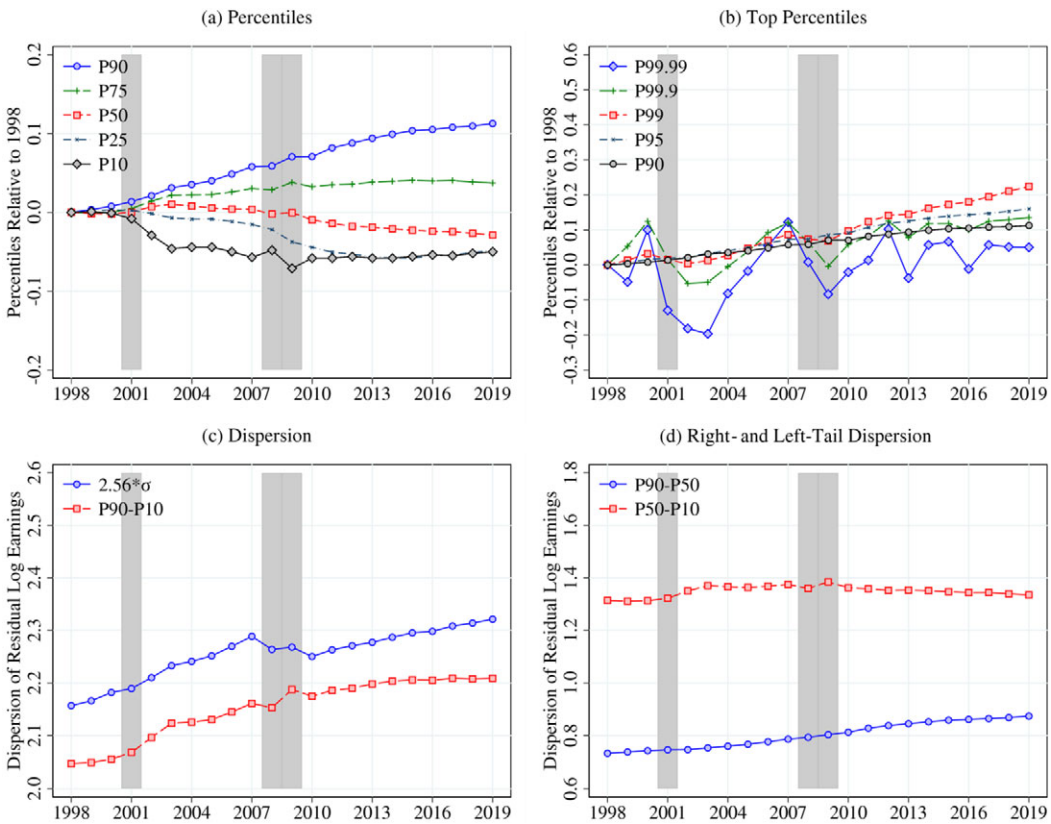 (a) Percentiles
Percentiles Relative to 1998
0.2
0.1
0.0
-0.1
-0.2
P90
P75
P50
P25
P10
1998 2001 2004 2007 2010 2013 2016 2019
(b) Top Percentiles
Percentiles Relative to 1998
0.6
0.5
0.4
0.3
0.2
0.1
0.0
-0.1
-0.2
-0.3
P99.99
P99.9
P99
P95
P90
1998 2001 2004 2007 2010 2013 2016 2019
(c) Dispersion
Dispersion of Residual Log Earnings
2.6
2.5
2.4
2.3
2.2
2.1
2.0
2.56*σ
P90-P10
1998 2001 2004 2007 2010 2013 2016 2019
(d) Right- and Left-Tail Dispersion
Dispersion of Residual Log Earnings
1.8
1.6
1.4
1.2
1.0
0.8
0.6
P90-P50
P50-P10
1998 2001 2004 2007 2010 2013 2016 2019